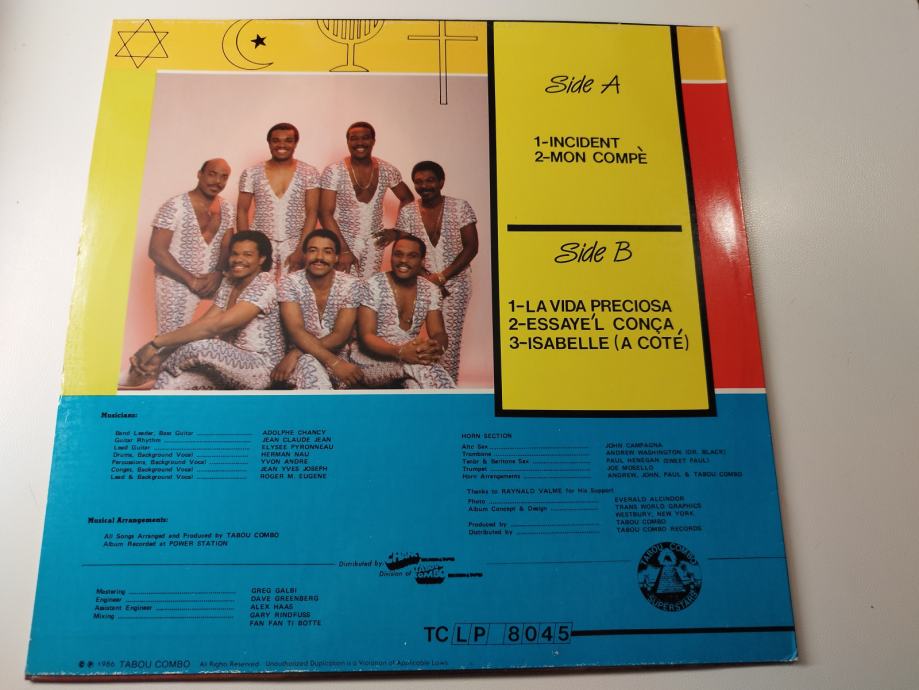 Side A
1-INCIDENT
2-MON COMPÈ
Side B
1-LA VIDA PRECIOSA
2-ESSAYE'L CONÇA
3-ISABELLE (A COTÉ)
Musicians:
Band Leader, Bass Guitar ADOLPHE CHANCY
Guitar Rhythm JEAN CLAUDE JEAN
Lead Guitar ELYSEE PYRONNEAU
Drums, Background Vocal HERMAN NAU
Percussions, Background Vocal YVON ANDRE
Congas, Background Vocal JEAN YVES JOSEPH
Lead & Background Vocal ROGER M. EUGENE
HORN SECTION
Alto Sax JOHN CAMPAGNA
Trombone ANDREW WASHINGTON (DR. BLACK)
Tenor & Baritone Sax PAUL HENEGAN (SWEET PAUL)
Trumpet JOE MOSELLO
Horn Arrangements ANDREW, JOHN, PAUL & TABOU COMBO
Thanks to RAYNALD VALME for His Support
Photo EVERALD ALCINDOR
Album Concept & Design TRANS WORLD GRAPHICS
WESTBURY, NEW YORK
Produced by TABOU COMBO
Distributed by TABOU COMBO RECORDS
Musical Arrangements:
All Songs Arranged and Produced by TABOU COMBO
Album Recorded at POWER STATION
Distributed by
Division of TABOU COMBO
Mastering GREG CALBI
Engineer DAVE GREENBERG
Assistant Engineer ALEX HAAS
Mixing GARY RINDFUSS
FAN FAN TI BOTTE
TABOU COMBO
SUPERSTARS
TC LP 8045
© ℗ 1986 TABOU COMBO All Rights Reserved. Unauthorized Duplication is a Violation of Applicable Laws